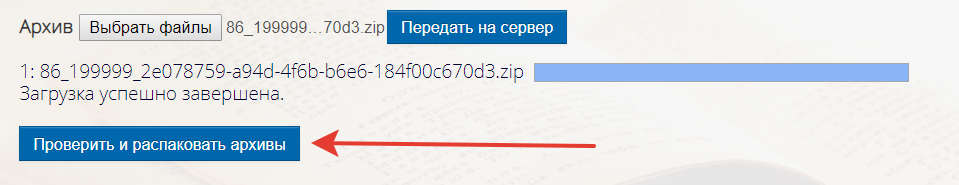 Архив Выбрать файлы 86_199999...70d3.zip Передать на сервер
1: 86_199999_2e078759-a94d-4f6b-b6e6-184f00c670d3.zip
Загрузка успешно завершена.
Проверить и распаковать архивы